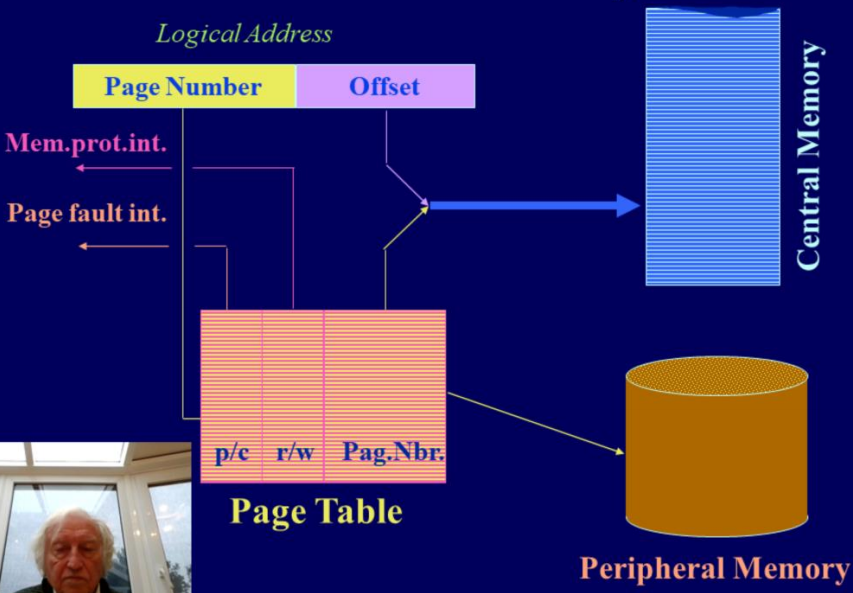 Logical Address
Page Number
Offset
Mem.prot.int.
Page fault int.
Central Memory
p/c
r/w
Pag.Nbr.
Page Table
Peripheral Memory